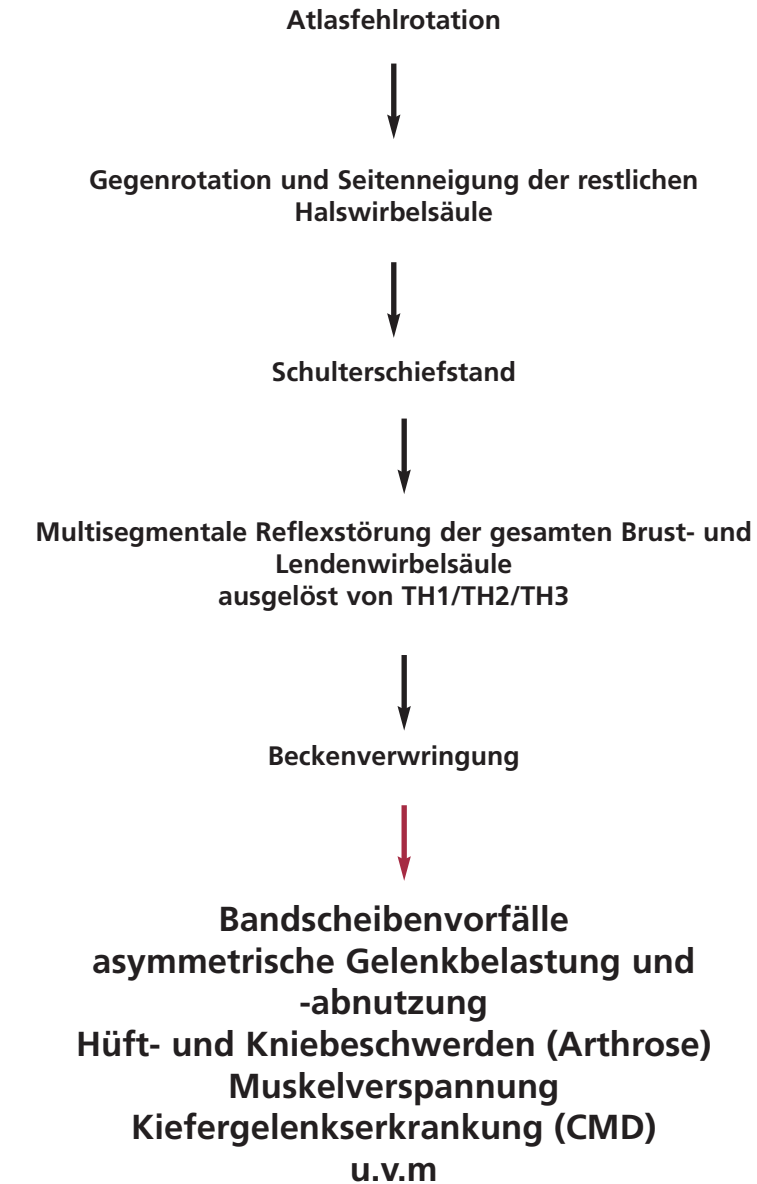 Atlasfehlrotation
Gegenrotation und Seitenneigung der restlichen
Halswirbelsäule
Schulterschiefstand
Multisegmentale Reflexstörung der gesamten Brust- und
Lendenwirbelsäule
ausgelöst von TH1/TH2/TH3
Beckenverwringung
Bandscheibenvorfälle
asymmetrische Gelenkbelastung und
-abnutzung
Hüft- und Kniebeschwerden (Arthrose)
Muskelverspannung
Kiefergelenkserkrankung (CMD)
u.v.m